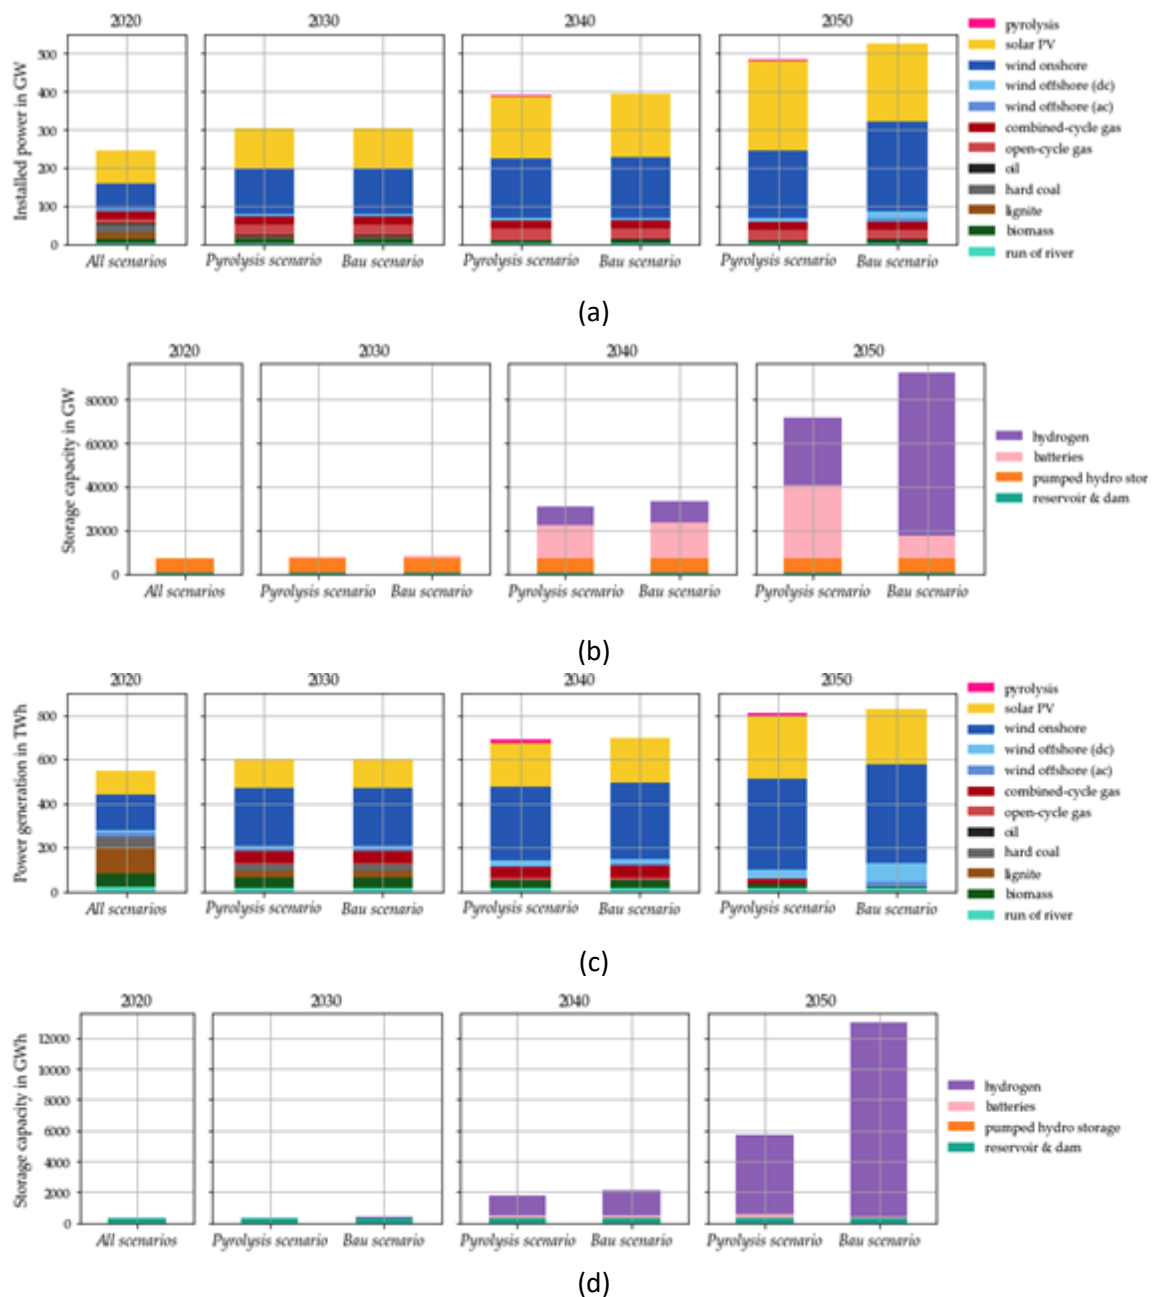 2020 2030 2040 2050
Installed power in GW
500
400
300
200
100
0
All scenarios Pyrolysis scenario Bau scenario Pyrolysis scenario Bau scenario Pyrolysis scenario Bau scenario
pyrolysis
solar PV
wind onshore
wind offshore (dc)
wind offshore (ac)
combined-cycle gas
open-cycle gas
oil
hard coal
lignite
biomass
run of river
(a)
2020 2030 2040 2050
Storage capacity in GW
80000
60000
40000
20000
0
All scenarios Pyrolysis scenario Bau scenario Pyrolysis scenario Bau scenario Pyrolysis scenario Bau scenario
hydrogen
batteries
pumped hydro stor
reservoir & dam
(b)
2020 2030 2040 2050
Power generation in TWh
800
600
400
200
0
All scenarios Pyrolysis scenario Bau scenario Pyrolysis scenario Bau scenario Pyrolysis scenario Bau scenario
pyrolysis
solar PV
wind onshore
wind offshore (dc)
wind offshore (ac)
combined-cycle gas
open-cycle gas
oil
hard coal
lignite
biomass
run of river
(c)
2020 2030 2040 2050
Storage capacity in GWh
12000
10000
8000
6000
4000
2000
0
All scenarios Pyrolysis scenario Bau scenario Pyrolysis scenario Bau scenario Pyrolysis scenario Bau scenario
hydrogen
batteries
pumped hydro storage
reservoir & dam
(d)